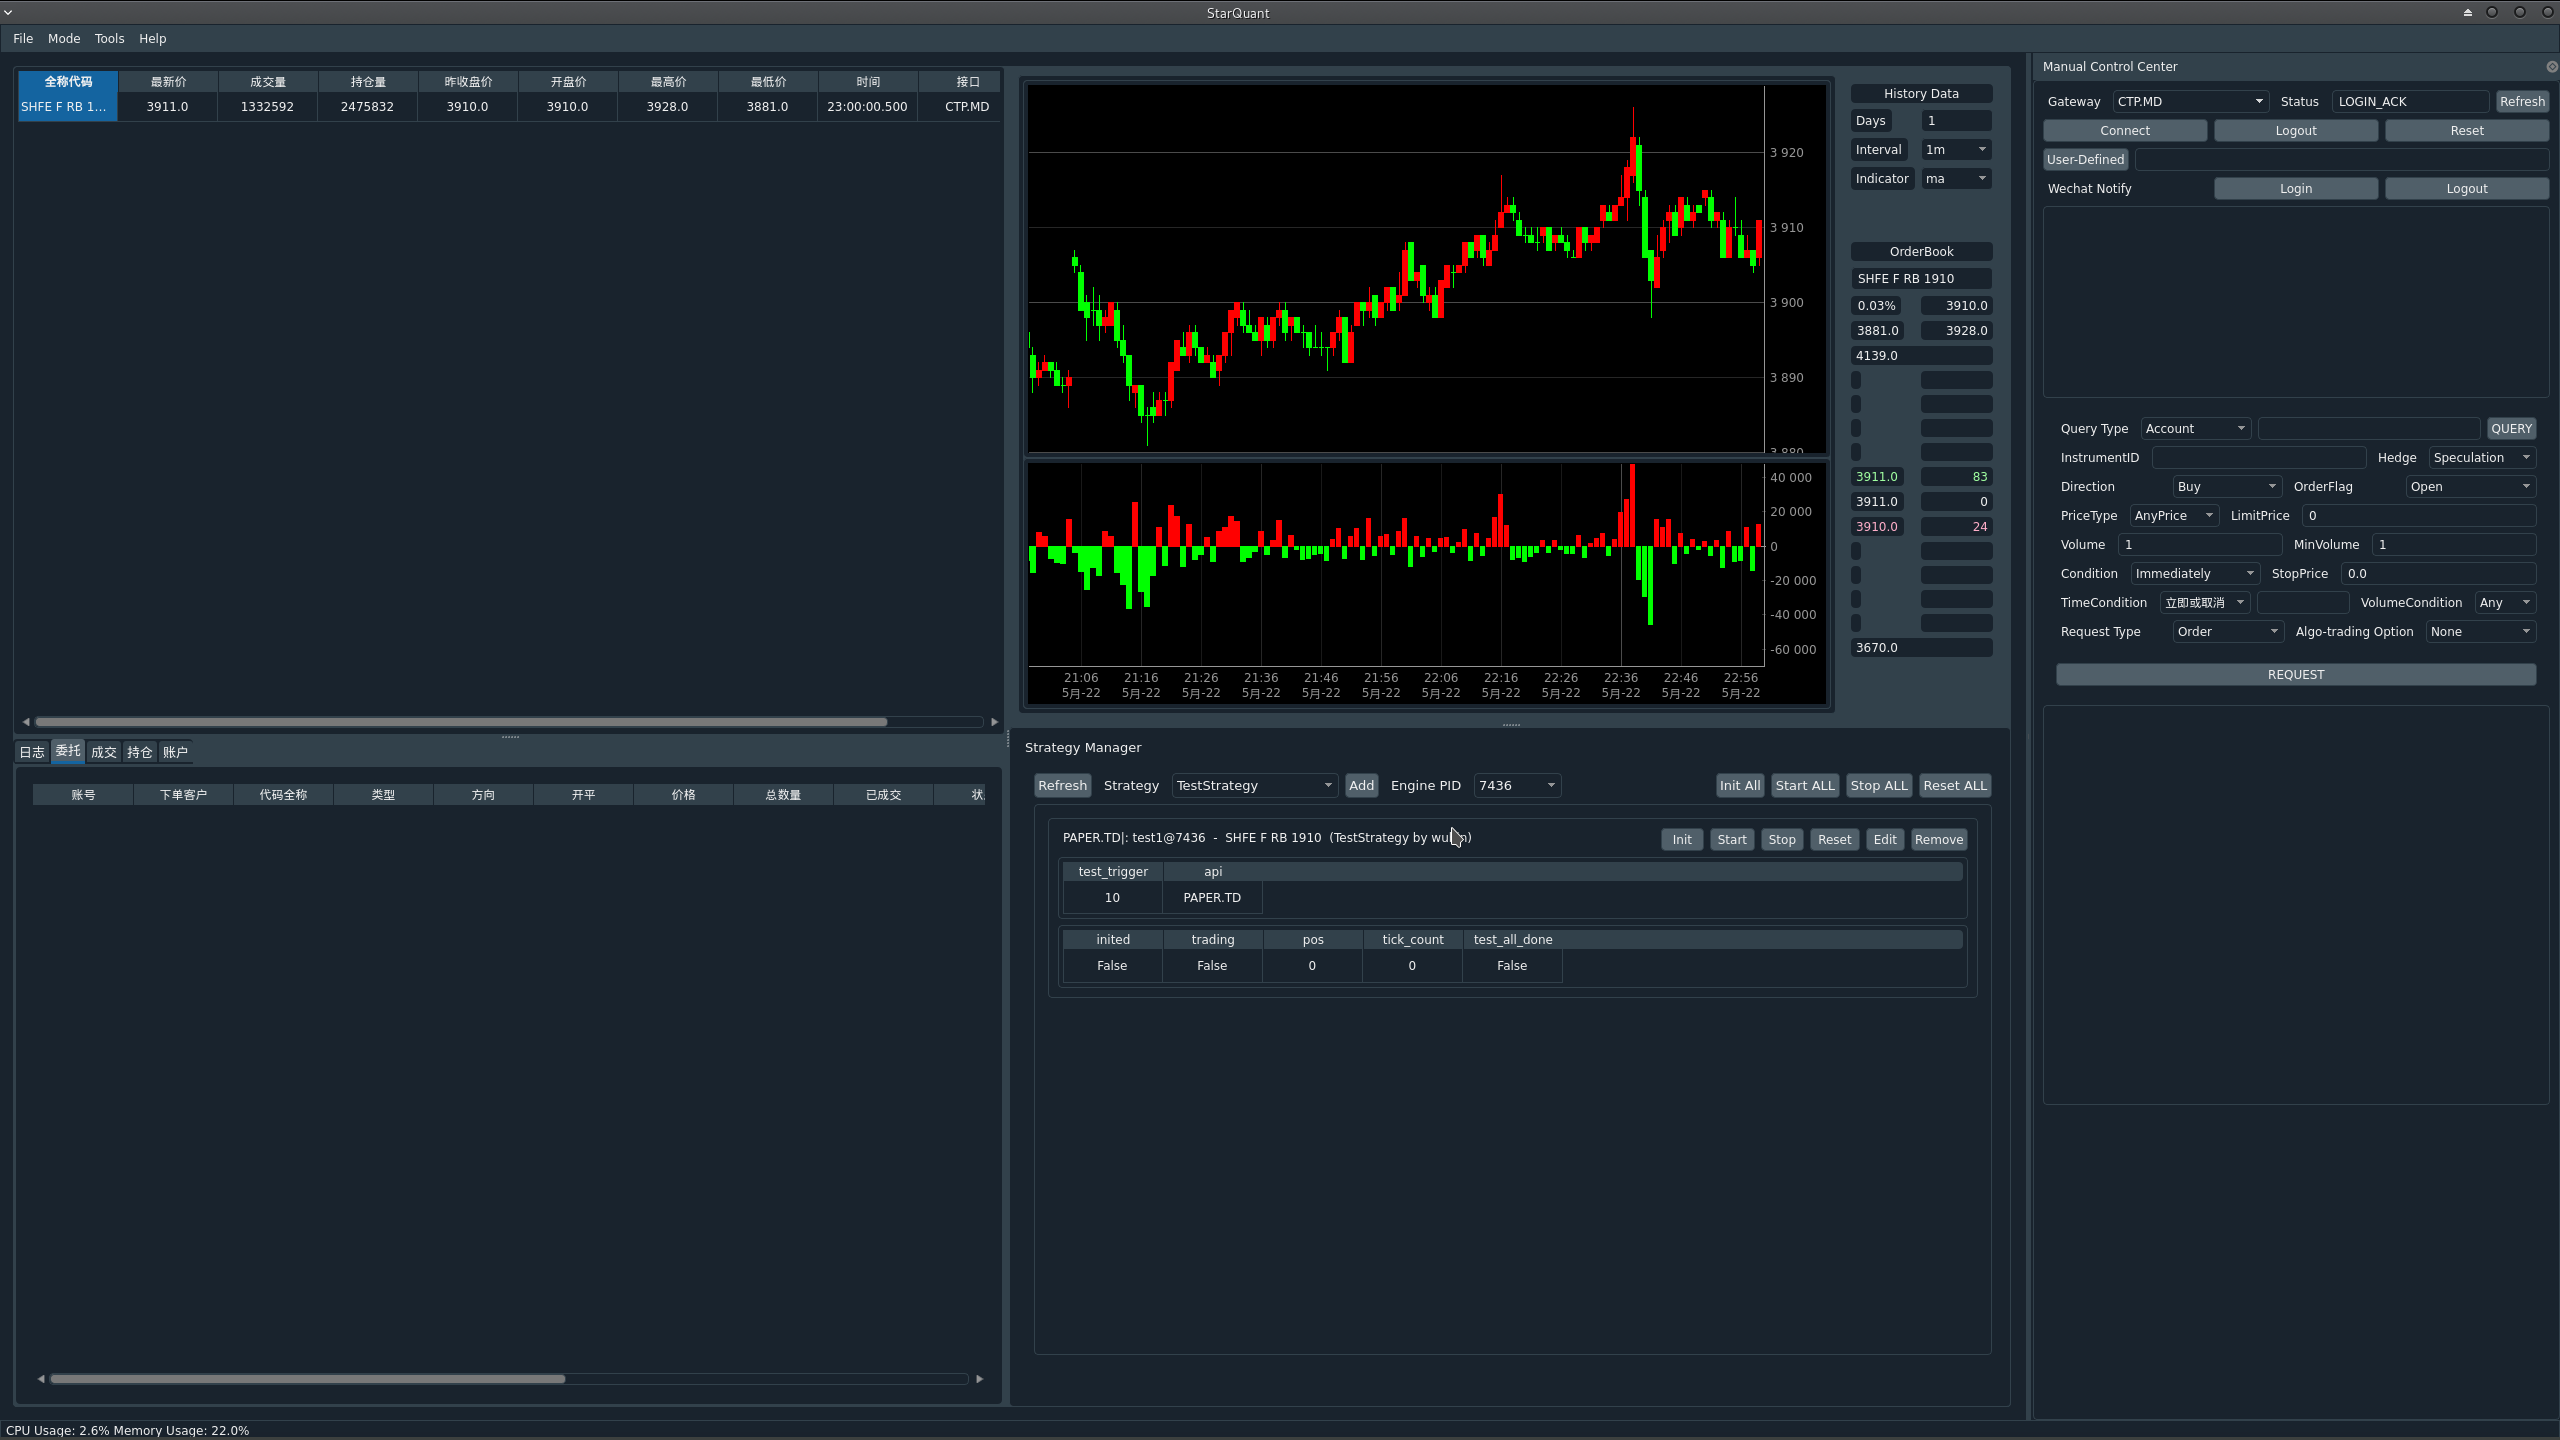 StarQuant
File Mode Tools Help
全称代码 最新价 成交量 持仓量 昨收盘价 开盘价 最高价 最低价 时间 接口
SHFE F RB 1... 3911.0 1332592 2475832 3910.0 3910.0 3928.0 3881.0 23:00:00.500 CTP.MD
日志 委托 成交 持仓 账户
账号 下单客户 代码全称 类型 方向 开平 价格 总数量 已成交 状
3 920
3 910
3 900
3 890
3 880
40 000
20 000
0
-20 000
-40 000
-60 000
21:06 21:16 21:26 21:36 21:46 21:56 22:06 22:16 22:26 22:36 22:46 22:56
5月-22 5月-22 5月-22 5月-22 5月-22 5月-22 5月-22 5月-22 5月-22 5月-22 5月-22 5月-22
History Data
Days 1
Interval 1m
Indicator ma
OrderBook
SHFE F RB 1910
0.03% 3910.0
3881.0 3928.0
4139.0
3911.0 83
3911.0 0
3910.0 24
3670.0
Strategy Manager
Refresh Strategy TestStrategy Add Engine PID 7436 Init All Start ALL Stop ALL Reset ALL
PAPER.TD|: test1@7436 - SHFE F RB 1910 (TestStrategy by Init Start Stop Reset Edit Remove
test_trigger api
10 PAPER.TD
inited trading pos tick_count test_all_done
False False 0 0 False
Manual Control Center
Gateway CTP.MD Status LOGIN_ACK Refresh
Connect Logout Reset
User-Defined
Wechat Notify Login Logout
Query Type Account QUERY
InstrumentID Hedge Speculation
Direction Buy OrderFlag Open
PriceType AnyPrice LimitPrice 0
Volume 1 MinVolume 1
Condition Immediately StopPrice 0.0
TimeCondition 立即或取消 VolumeCondition Any
Request Type Order Algo-trading Option None
REQUEST
CPU Usage: 2.6% Memory Usage: 22.0%